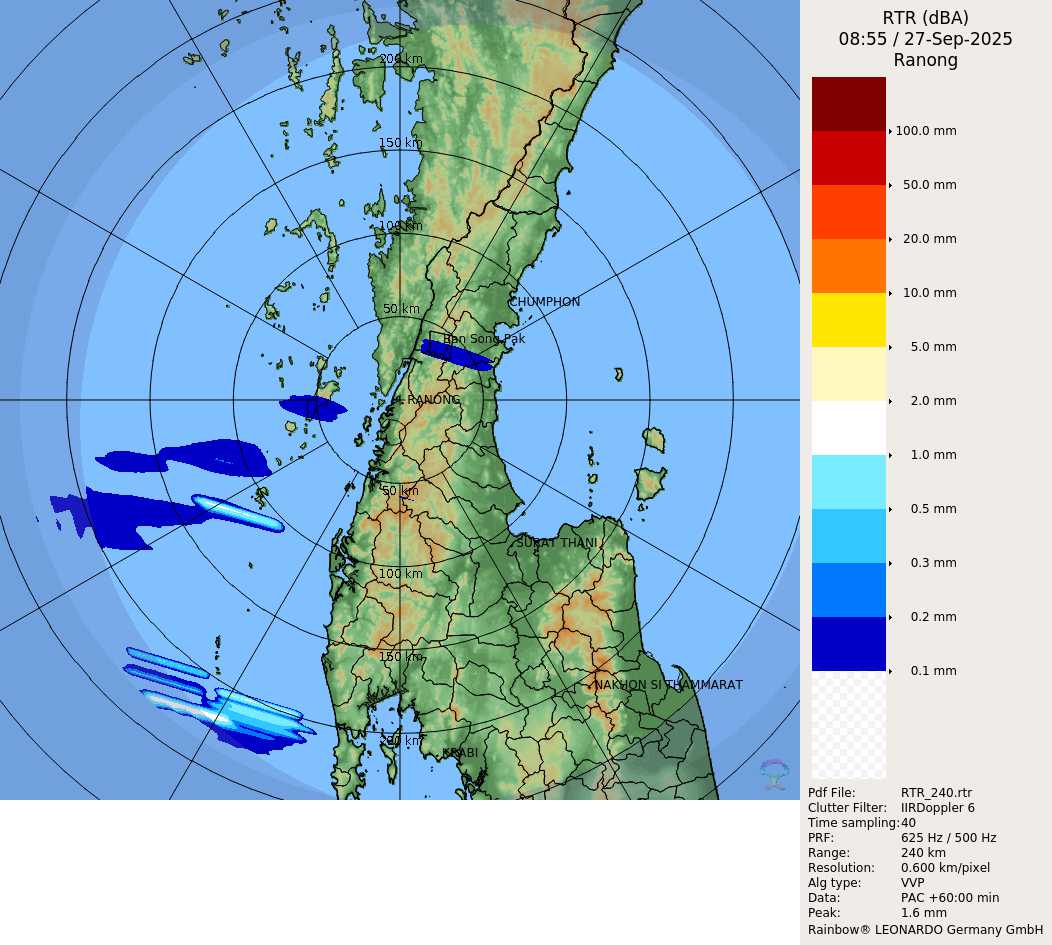 RTR (dBA)
08:55 / 27-Sep-2025
Ranong
200 km
150 km
100 km
50 km
CHUMPHON
Ban Song Pak
RANONG
50 km
SURAT THANI
100 km
150 km
NAKHON SI THAMMARAT
200 km
KRABI
100.0 mm
50.0 mm
20.0 mm
10.0 mm
5.0 mm
2.0 mm
1.0 mm
0.5 mm
0.3 mm
0.2 mm
0.1 mm
Pdf File: RTR_240.rtr
Clutter Filter: IIRDoppler 6
Time sampling:40
PRF: 625 Hz / 500 Hz
Range: 240 km
Resolution: 0.600 km/pixel
Alg type: VVP
Data: PAC +60:00 min
Peak: 1.6 mm
Rainbow® LEONARDO Germany GmbH